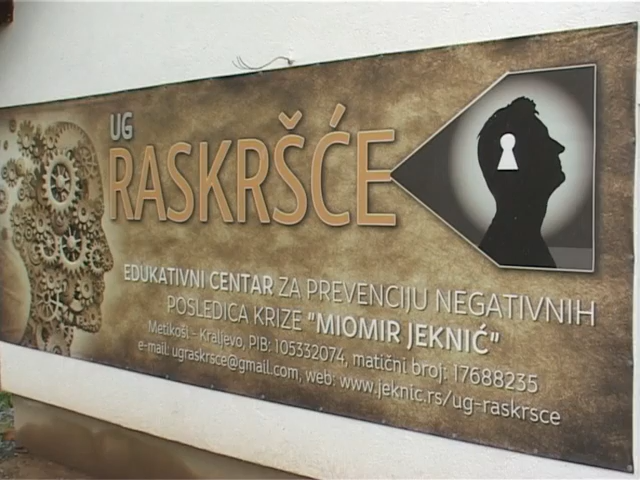 UG
RASKRŠĆE
EDUKATIVNI CENTAR ZA PREVENCIJU NEGATIVNIH
POSLEDICA KRIZE "MIOMIR JEKNIĆ"
Metikoši - Kraljevo, PIB: 105332074, matični broj: 17688235
e-mail: ugraskrsce@gmail.com, web: www.jeknic.rs/ug-raskrsce